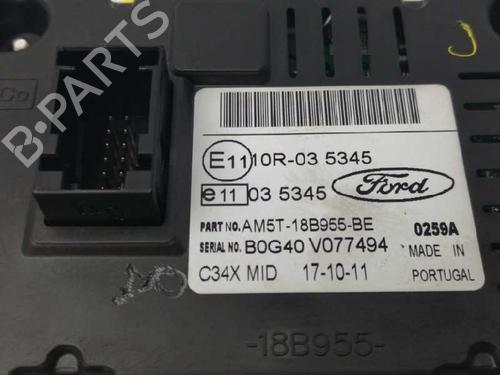 B-PARTS
E11 10R-03 5345
e11 03 5345
Ford
PART NO. AM5T-18B955-BE 0259A
SERIAL NO. B0G40 V077494 MADE IN
C34X MID 17-10-11 PORTUGAL
-18B955-